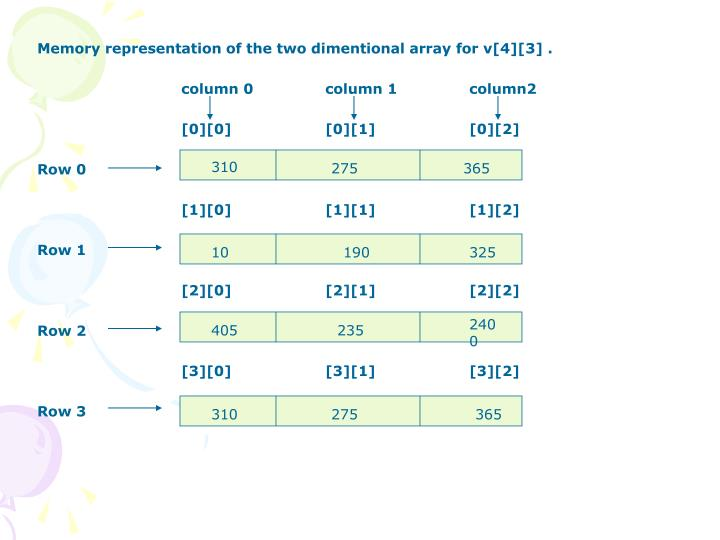 Memory representation of the two dimentional array for v[4][3] .
column 0 column 1 column2
[0][0] [0][1] [0][2]
Row 0 310 275 365
[1][0] [1][1] [1][2]
Row 1 10 190 325
[2][0] [2][1] [2][2]
Row 2 405 235 240
0
[3][0] [3][1] [3][2]
Row 3 310 275 365